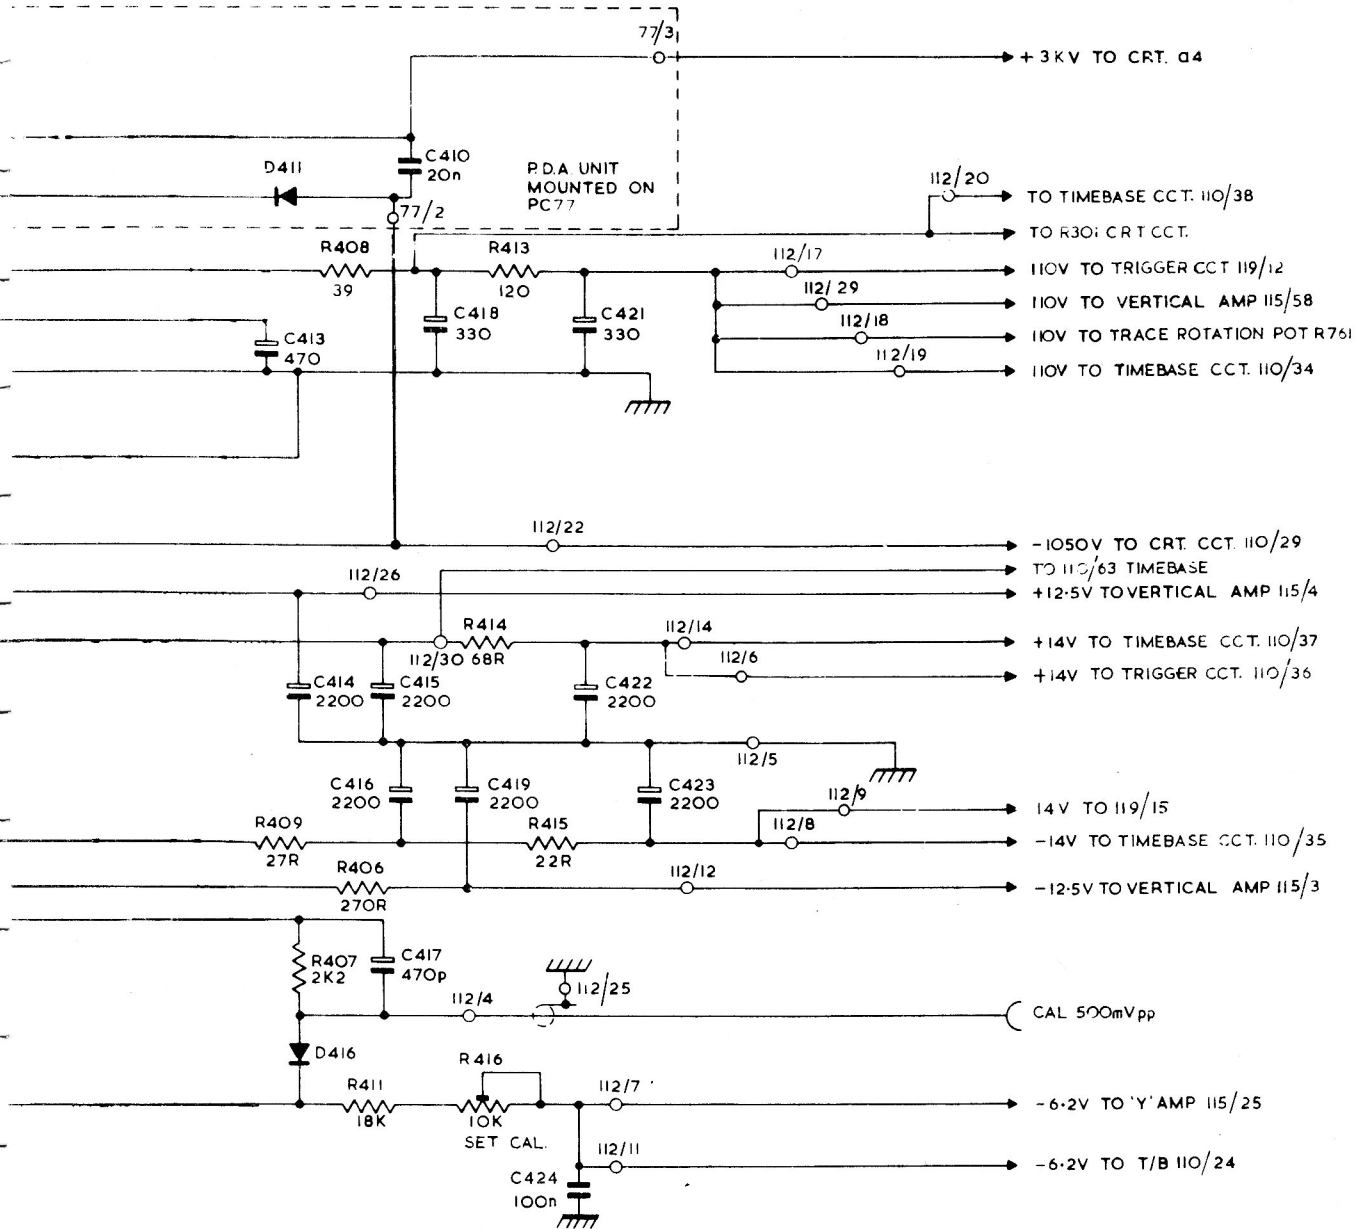 77/3
+3KV TO CRT. a4
D411
C410
20n
P.D.A. UNIT
MOUNTED ON
PC77
112/20
TO TIMEBASE CCT. 110/38
77/2
TO R301 CRT CCT.
R408
39
R413
120
112/17
110V TO TRIGGER CCT 119/12
112/29
110V TO VERTICAL AMP 115/58
C418
330
C421
330
112/18
110V TO TRACE ROTATION POT R761
C413
470
112/19
110V TO TIMEBASE CCT. 110/34
112/22
-1050V TO CRT. CCT. 110/29
TO 110/63 TIMEBASE
112/26
+12·5V TO VERTICAL AMP 115/4
R414
68R
112/30
112/14
+14V TO TIMEBASE CCT. 110/37
112/6
+14V TO TRIGGER CCT. 110/36
C414
2200
C415
2200
C422
2200
112/5
C416
2200
C419
2200
C423
2200
112/9
14V TO 119/15
R409
27R
R415
22R
112/8
-14V TO TIMEBASE CCT. 110/35
R406
270R
112/12
-12·5V TO VERTICAL AMP 115/3
R407
2K2
C417
470p
112/4
112/25
CAL 500mVpp
D416
R411
18K
R416
10K
SET CAL.
112/7
-6·2V TO 'Y' AMP 115/25
112/11
-6·2V TO T/B 110/24
C424
100n